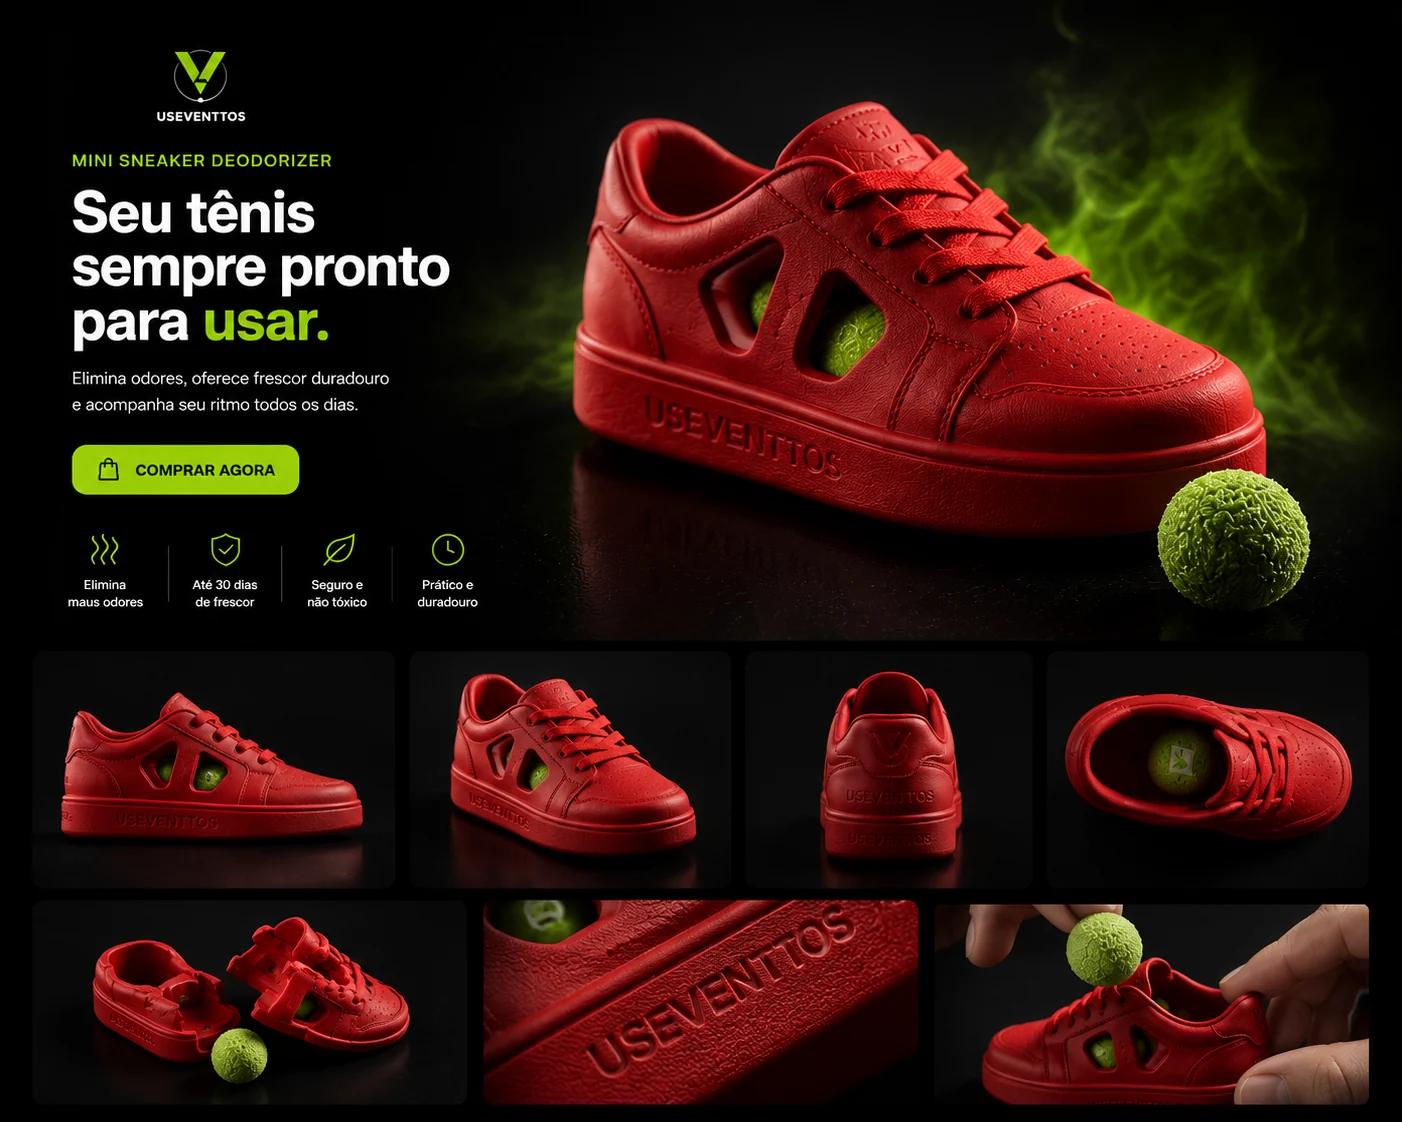 USEVENTTOS
MINI SNEAKER DEODORIZER
Seu tênis
sempre pronto
para usar.
Elimina odores, oferece frescor duradouro
e acompanha seu ritmo todos os dias.
COMPRAR AGORA
Elimina
maus odores
Até 30 dias
de frescor
Seguro e
não tóxico
Prático e
duradouro
USEVENTTOS
USEVENTTOS
USEVENTTOS
USEVENTTOS
USEVENTTOS
USEVENTTOS